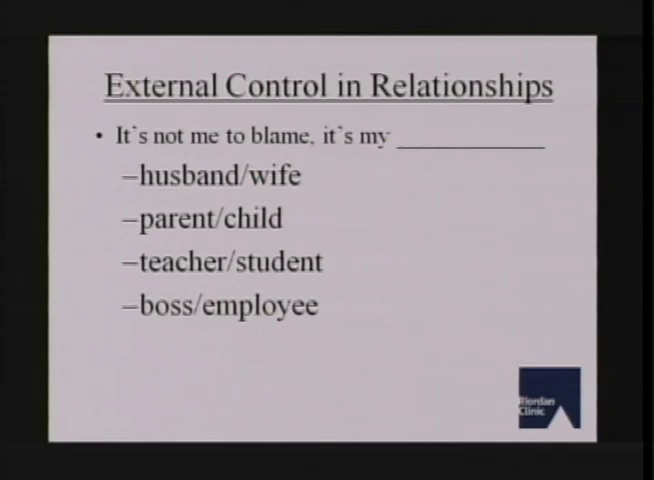 External Control in Relationships
• It`s not me to blame, it`s my ____________
–husband/wife
–parent/child
–teacher/student
–boss/employee
Riordan
Clinic